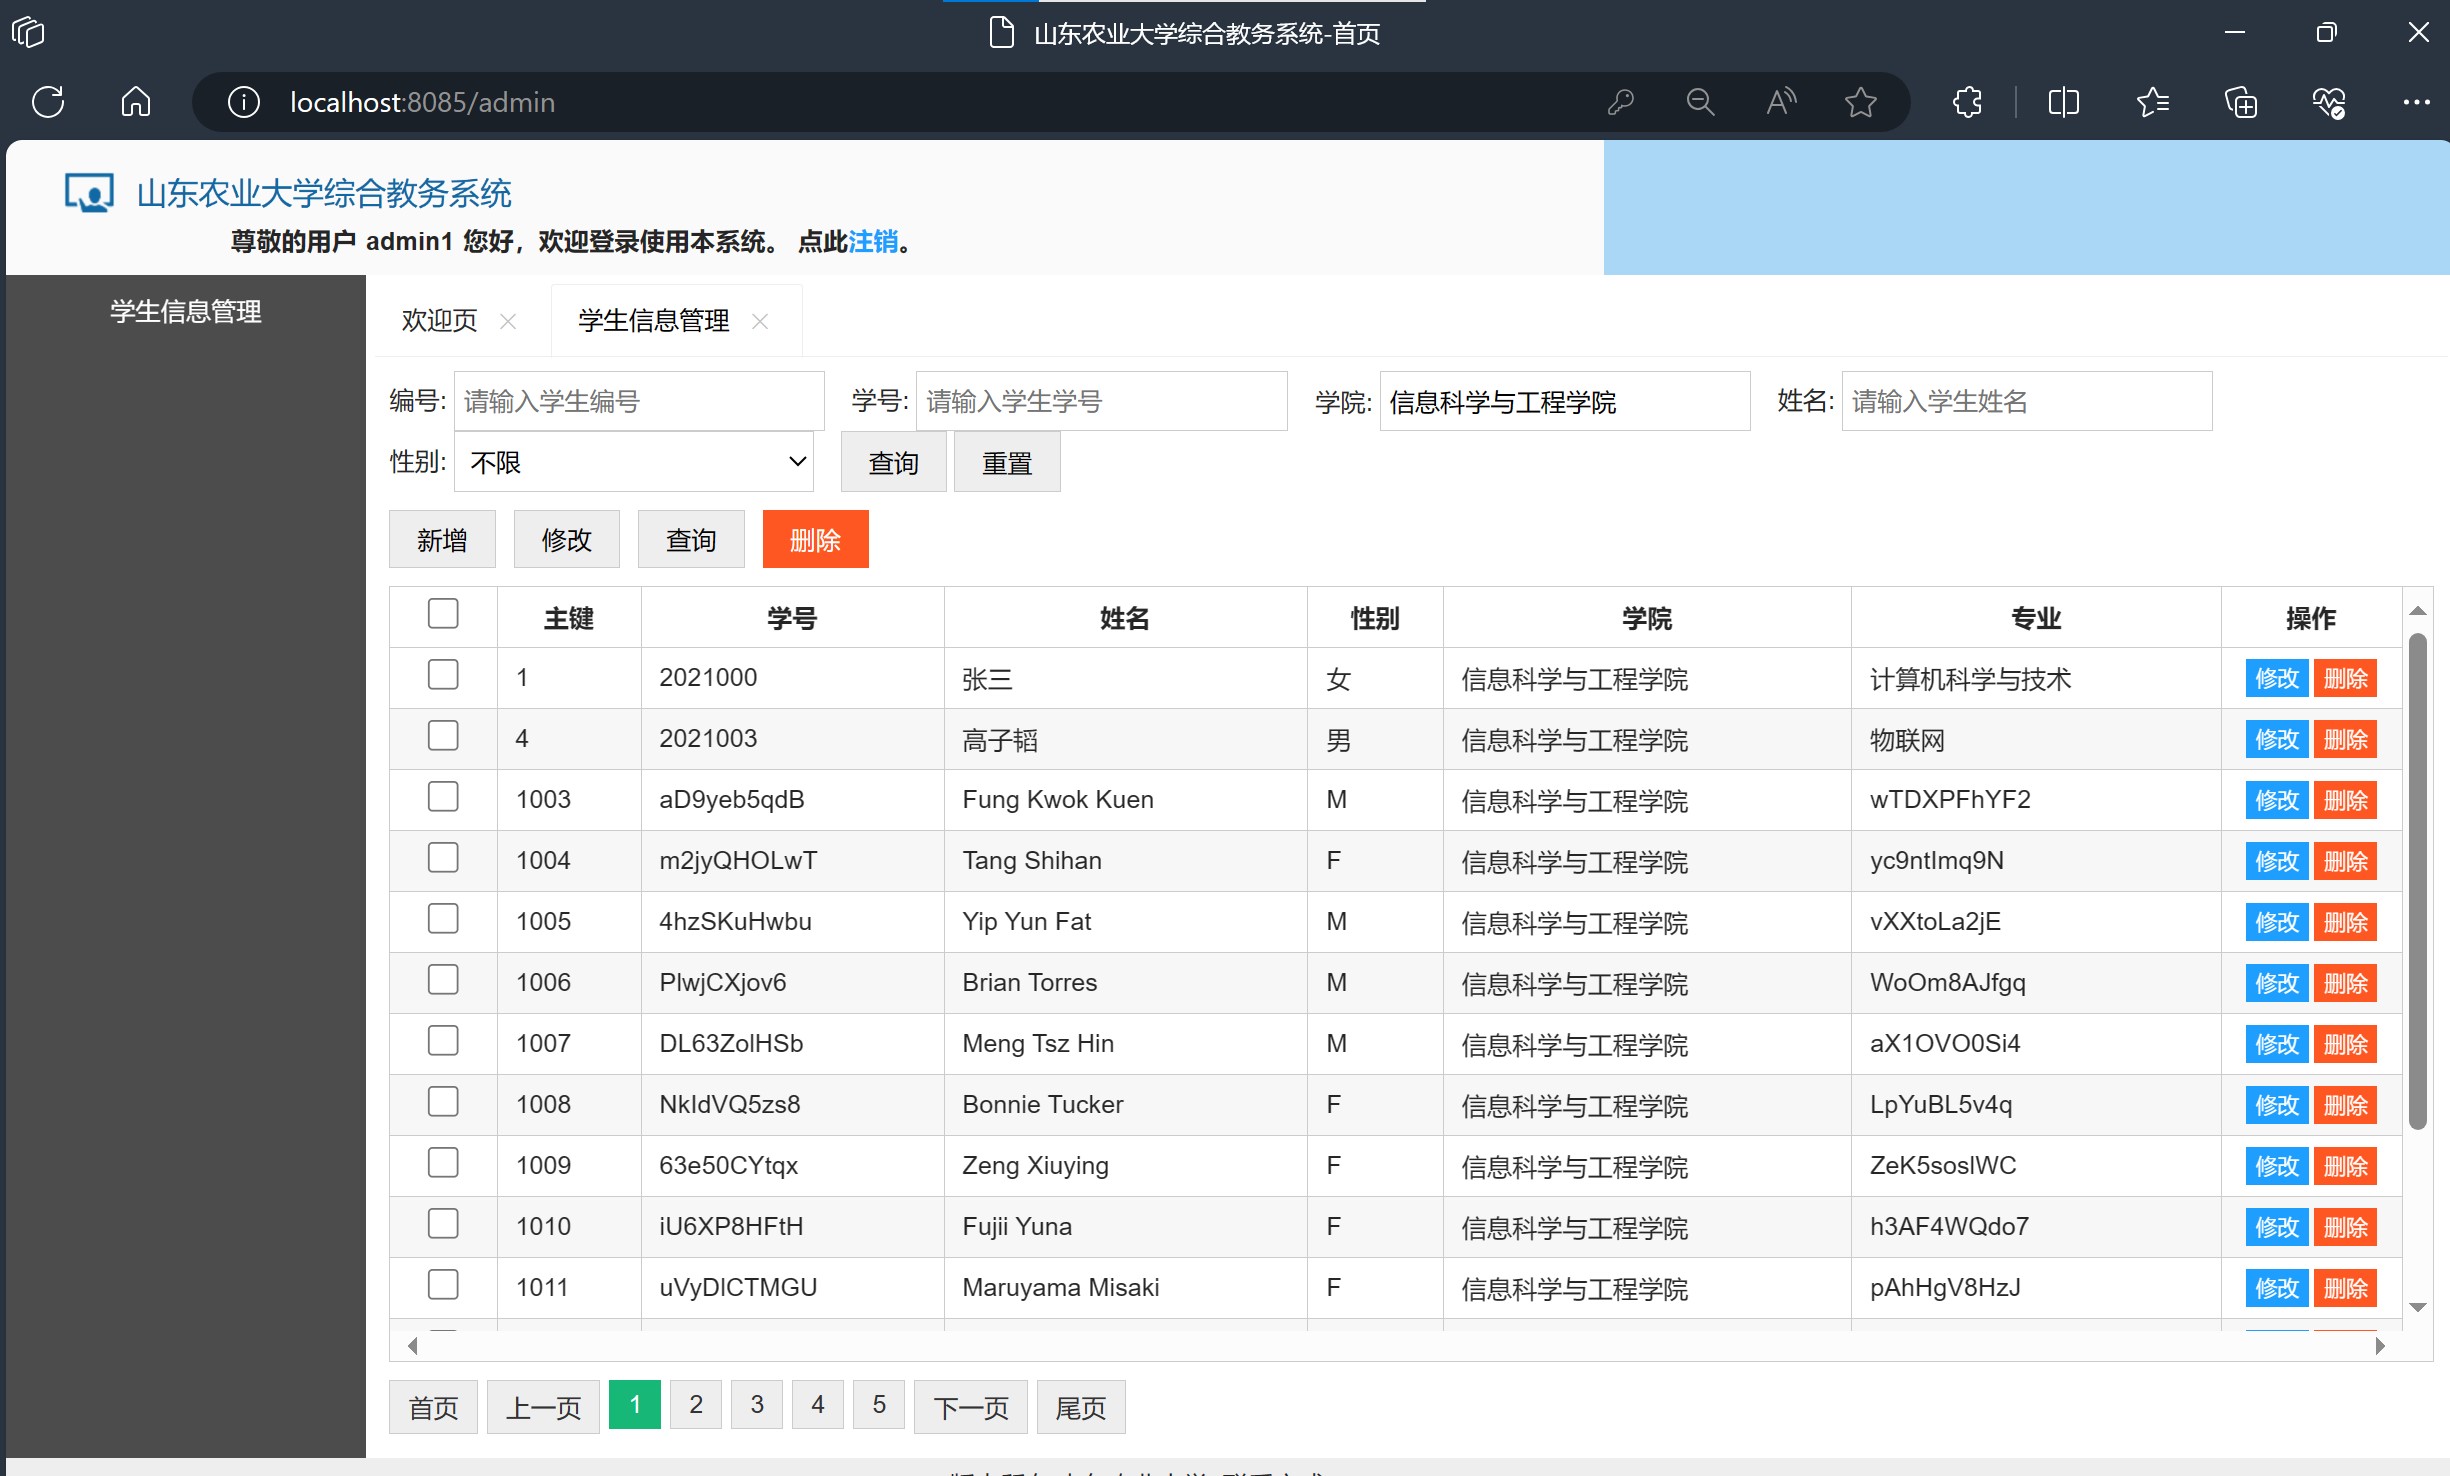 山东农业大学综合教务系统-首页
localhost:8085/admin
山东农业大学综合教务系统
尊敬的用户 admin1 您好，欢迎登录使用本系统。 点此注销。
学生信息管理
欢迎页 学生信息管理
编号: 请输入学生编号 学号: 请输入学生学号 学院: 信息科学与工程学院 姓名: 请输入学生姓名
性别: 不限 查询 重置
新增 修改 查询 删除
主键 学号 姓名 性别 学院 专业 操作
1 2021000 张三 女 信息科学与工程学院 计算机科学与技术 修改 删除
4 2021003 高子韬 男 信息科学与工程学院 物联网 修改 删除
1003 aD9yeb5qdB Fung Kwok Kuen M 信息科学与工程学院 wTDXPFhYF2 修改 删除
1004 m2jyQHOLwT Tang Shihan F 信息科学与工程学院 yc9ntImq9N 修改 删除
1005 4hzSKuHwbu Yip Yun Fat M 信息科学与工程学院 vXXtoLa2jE 修改 删除
1006 PlwjCXjov6 Brian Torres M 信息科学与工程学院 WoOm8AJfgq 修改 删除
1007 DL63ZolHSb Meng Tsz Hin M 信息科学与工程学院 aX1OVO0Si4 修改 删除
1008 NkIdVQ5zs8 Bonnie Tucker F 信息科学与工程学院 LpYuBL5v4q 修改 删除
1009 63e50CYtqx Zeng Xiuying F 信息科学与工程学院 ZeK5soslWC 修改 删除
1010 iU6XP8HFtH Fujii Yuna F 信息科学与工程学院 h3AF4WQdo7 修改 删除
1011 uVyDlCTMGU Maruyama Misaki F 信息科学与工程学院 pAhHgV8HzJ 修改 删除
首页 上一页 1 2 3 4 5 下一页 尾页